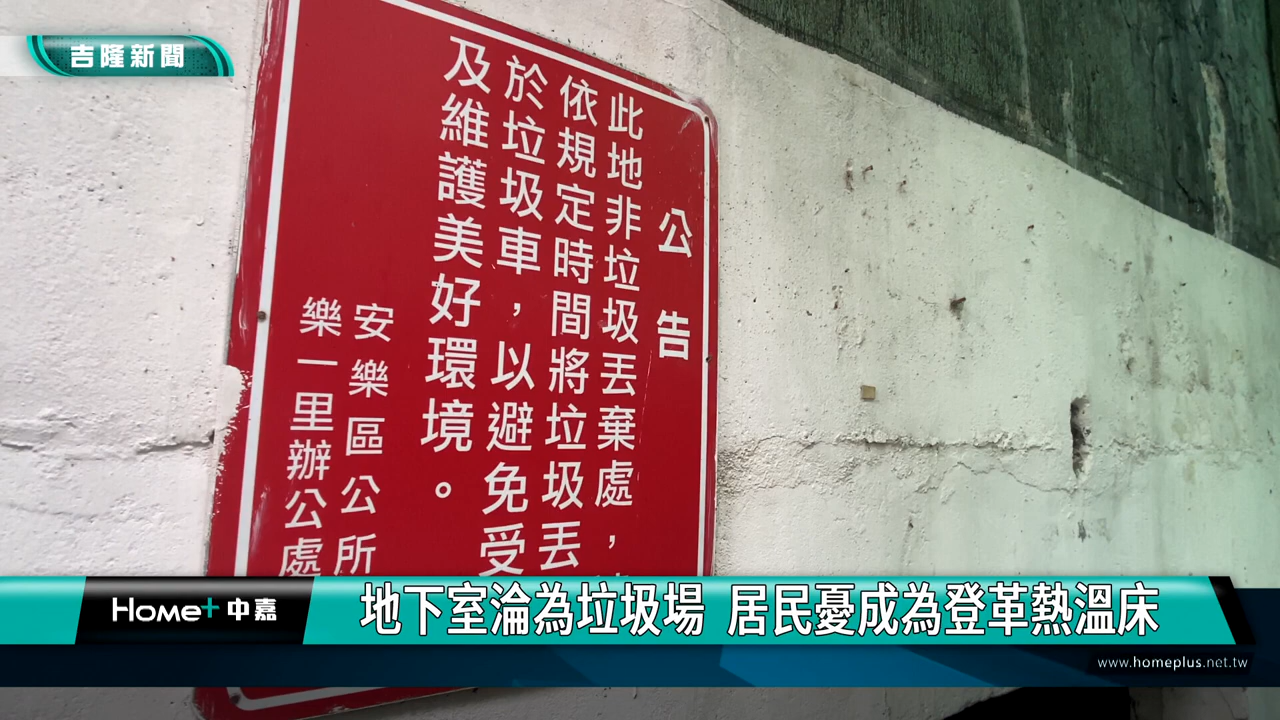 吉隆新聞
公告
此地非垃圾丟棄處，
依規定時間將垃圾丟
於垃圾車，以避免受
及維護美好環境。
安樂區公所
樂一里辦公處
Home+中嘉
地下室淪為垃圾場 居民憂成為登革熱溫床
www.homeplus.net.tw